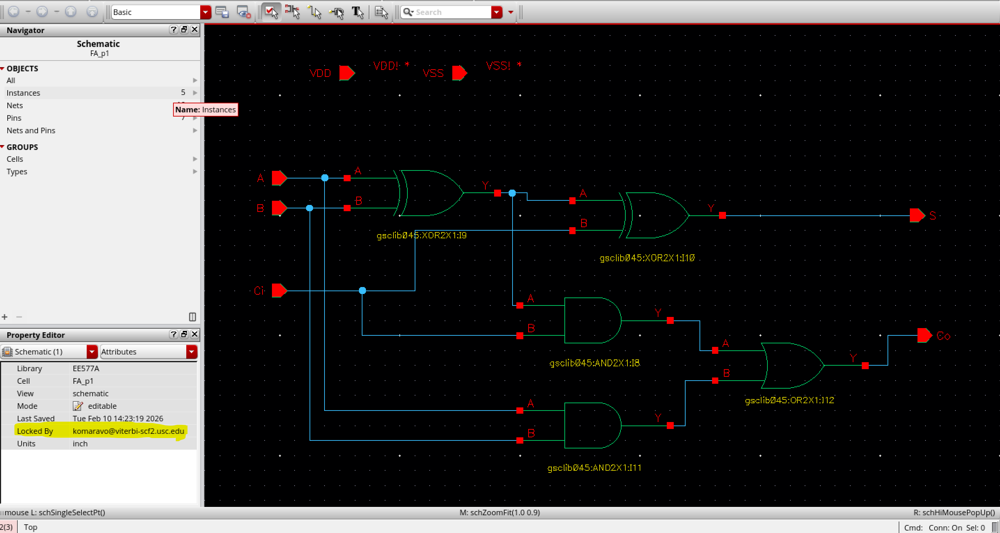 Basic
Search
Navigator
Schematic
FA_p1
OBJECTS
All
Instances 5
Nets
Name: Instances
Pins 7
Nets and Pins
GROUPS
Cells
Types
Property Editor
Schematic (1) Attributes
Library EE577A
Cell FA_p1
View schematic
Mode editable
Last Saved Tue Feb 10 14:23:19 2026
Locked By komaravo@viterbi-scf2.usc.edu
Units inch
VDD VDD! * VSS VSS! *
A A
Y A
B B
Y S
B
gsclib045:XOR2X1:I9
gsclib045:XOR2X1:I10
Ci
A
Y
B
Co
A
gsclib045:AND2X1:I8
Y
B
gsclib045:OR2X1:I12
A
Y
B
gsclib045:AND2X1:I11
mouse L: schSingleSelectPt() M: schZoomFit(1.0 0.9) R: schHiMousePopUp()
2(3) Top Cmd: Conn: On Sel: 0